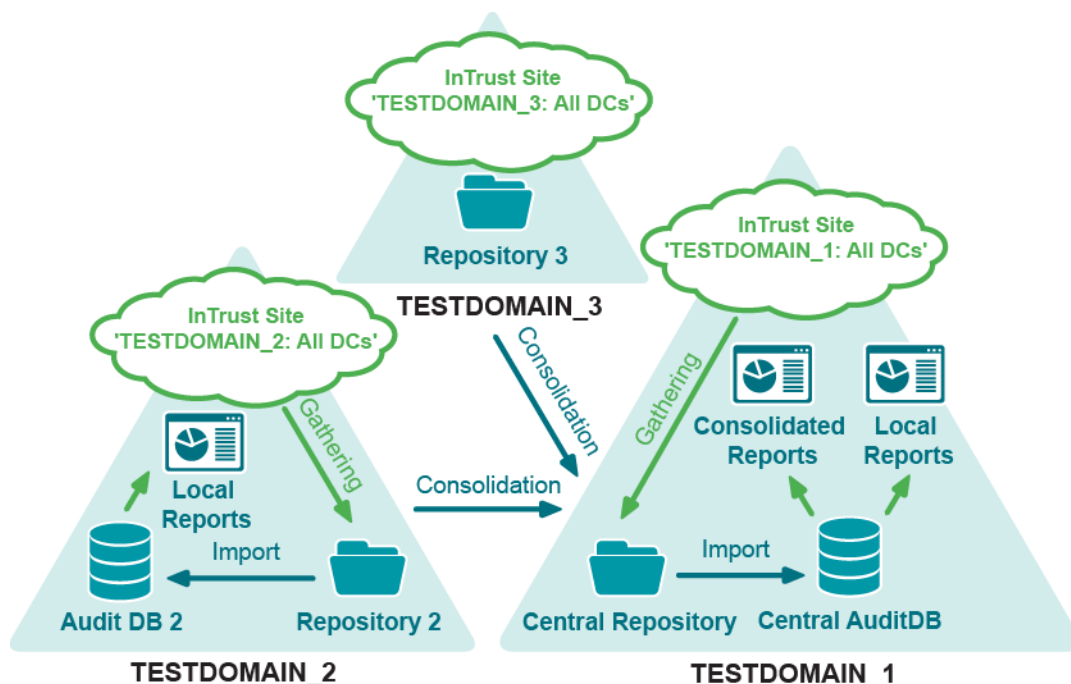 InTrust Site
'TESTDOMAIN_3: All DCs'
Repository 3
TESTDOMAIN_3
InTrust Site
'TESTDOMAIN_1: All DCs'
InTrust Site
'TESTDOMAIN_2: All DCs'
Consolidation
Gathering
Gathering
Consolidated
Reports
Local
Reports
Local
Reports
Consolidation
Import
Import
Audit DB 2
Repository 2
Central Repository
Central AuditDB
TESTDOMAIN_2
TESTDOMAIN_1